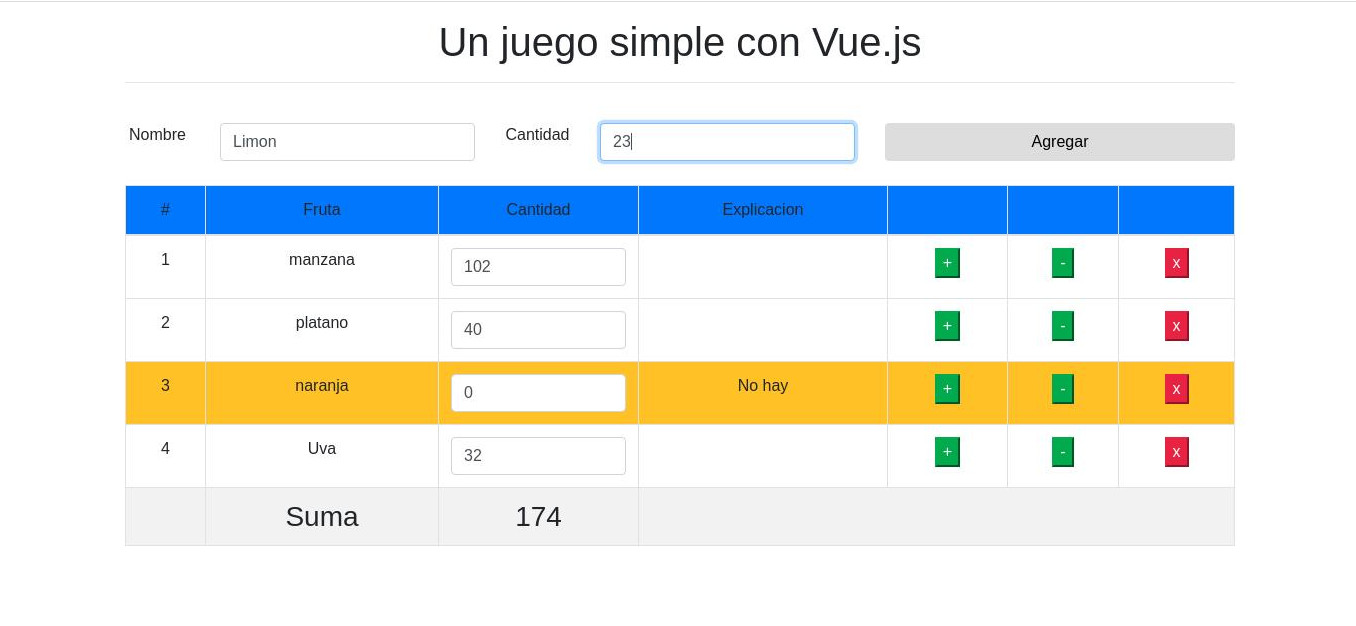 Un juego simple con Vue.js
Nombre Limon Cantidad 23 Agregar
# Fruta Cantidad Explicacion
1 manzana 102 + - x
2 platano 40 + - x
3 naranja 0 No hay + - x
4 Uva 32 + - x
Suma 174